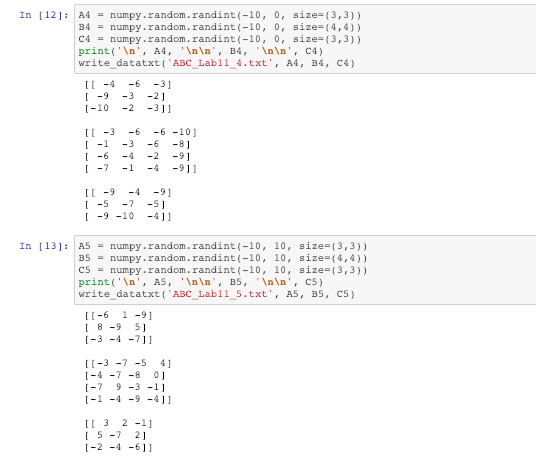 In [12]: A4 = numpy.random.randint(-10, 0, size=(3,3))
B4 = numpy.random.randint(-10, 0, size=(4,4))
C4 = numpy.random.randint(-10, 0, size=(3,3))
print('\n', A4, '\n\n', B4, '\n\n', C4)
write_datatxt('ABC_Lab11_4.txt', A4, B4, C4)
[[ -4 -6 -3]
[ -9 -3 -2]
[-10 -2 -3]]
[[ -3 -6 -6 -10]
[ -1 -3 -6 -8]
[ -6 -4 -2 -9]
[ -7 -1 -4 -9]]
[[ -9 -4 -9]
[ -5 -7 -5]
[ -9 -10 -4]]
In [13]: A5 = numpy.random.randint(-10, 10, size=(3,3))
B5 = numpy.random.randint(-10, 10, size=(4,4))
C5 = numpy.random.randint(-10, 10, size=(3,3))
print('\n', A5, '\n\n', B5, '\n\n', C5)
write_datatxt('ABC_Lab11_5.txt', A5, B5, C5)
[[-6 1 -9]
[ 8 -9 5]
[-3 -4 -7]]
[[-3 -7 -5 4]
[-4 -7 -8 0]
[-7 9 -3 -1]
[-1 -4 -9 -4]]
[[ 3 2 -1]
[ 5 -7 2]
[-2 -4 -6]]